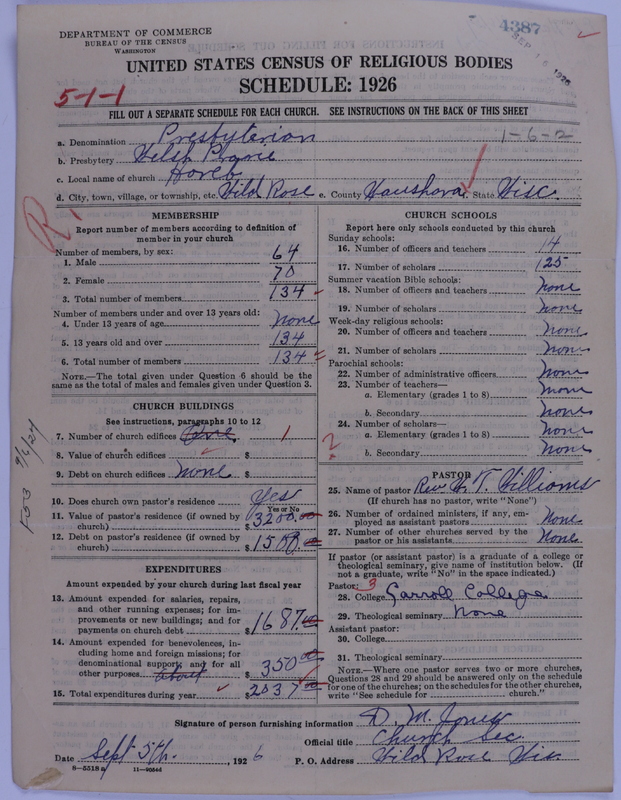 DEPARTMENT OF COMMERCE
BUREAU OF THE CENSUS
WASHINGTON
4387
SEP 1926
UNITED STATES CENSUS OF RELIGIOUS BODIES
SCHEDULE: 1926
5-1-1
FILL OUT A SEPARATE SCHEDULE FOR EACH CHURCH. SEE INSTRUCTIONS ON THE BACK OF THIS SHEET
a. Denomination Presbyterian 1-6-2
b. Presbytery Welsh Prairie
c. Local name of church Horeb
d. City, town, village, or township, etc. Wild Rose e. County Waushara State Wisc.
R.
MEMBERSHIP
Report number of members according to definition of
member in your church
Number of members, by sex:
1. Male 64
2. Female 70
3. Total number of members 134
Number of members under and over 13 years old:
4. Under 13 years of age None
5. 13 years old and over 134
6. Total number of members 134
NOTE.—The total given under Question 6 should be the
same as the total of males and females given under Question 3.
CHURCH BUILDINGS
See instructions, paragraphs 10 to 12
7. Number of church edifices One 1
8. Value of church edifices $
9. Debt on church edifices None $
10. Does church own pastor's residence Yes
Yes or No
11. Value of pastor's residence (if owned by
church) $ 3200.00
12. Debt on pastor's residence (if owned by
church) $ 1500.00
EXPENDITURES
Amount expended by your church during last fiscal year
13. Amount expended for salaries, repairs,
and other running expenses; for im-
provements or new buildings; and for
payments on church debt $ 1687.00
14. Amount expended for benevolences, in-
cluding home and foreign missions; for
denominational support; and for all
other purposes about $ 350.00
15. Total expenditures during year $ 2037.00
CHURCH SCHOOLS
Report here only schools conducted by this church
Sunday schools:
16. Number of officers and teachers 14
17. Number of scholars 125
Summer vacation Bible schools:
18. Number of officers and teachers None
19. Number of scholars None
Week-day religious schools:
20. Number of officers and teachers None
21. Number of scholars None
Parochial schools:
22. Number of administrative officers None
23. Number of teachers—
a. Elementary (grades 1 to 8) None
b. Secondary None
24. Number of scholars—
a. Elementary (grades 1 to 8) None
b. Secondary None
PASTOR
25. Name of pastor Rev W. T. Williams
(If church has no pastor, write "None")
26. Number of ordained ministers, if any, em-
ployed as assistant pastors None
27. Number of other churches served by the
pastor or his assistants None
If pastor (or assistant pastor) is a graduate of a college or
theological seminary, give name of institution below. (If
not a graduate, write "No" in the space indicated.)
Pastor: 3
28. College Carroll College
29. Theological seminary None
Assistant pastor:
30. College
31. Theological seminary
NOTE.—Where one pastor serves two or more churches,
Questions 28 and 29 should be answered only on the schedule
for one of the churches; on the schedules for the other churches,
write "See schedule for church."
Signature of person furnishing information D. M. Jones
Official title Church Sec.
Date Sept 5th. 1926 P. O. Address Wild Rose Wis.
8-5518a 11-90544